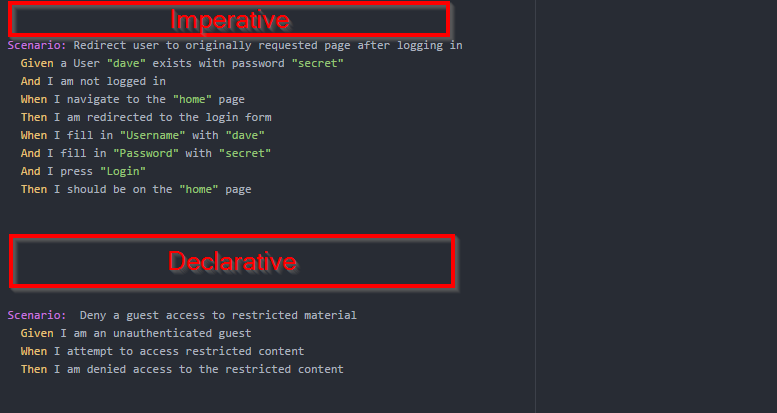 Imperative
Scenario: Redirect user to originally requested page after logging in
Given a User "dave" exists with password "secret"
And I am not logged in
When I navigate to the "home" page
Then I am redirected to the login form
When I fill in "Username" with "dave"
And I fill in "Password" with "secret"
And I press "Login"
Then I should be on the "home" page
Declarative
Scenario:  Deny a guest access to restricted material
Given I am an unauthenticated guest
When I attempt to access restricted content
Then I am denied access to the restricted content